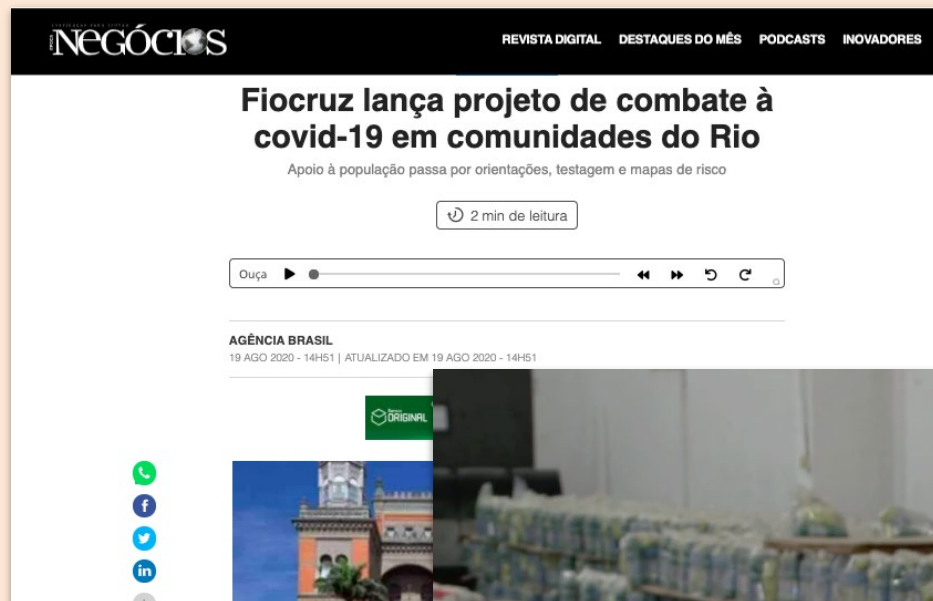 NEGÓCIOS
REVISTA DIGITAL DESTAQUES DO MÊS PODCASTS INOVADORES
Fiocruz lança projeto de combate à
covid-19 em comunidades do Rio
Apoio à população passa por orientações, testagem e mapas de risco
2 min de leitura
Ouça
AGÊNCIA BRASIL
19 AGO 2020 - 14H51 | ATUALIZADO EM 19 AGO 2020 - 14H51
ORIGINAL